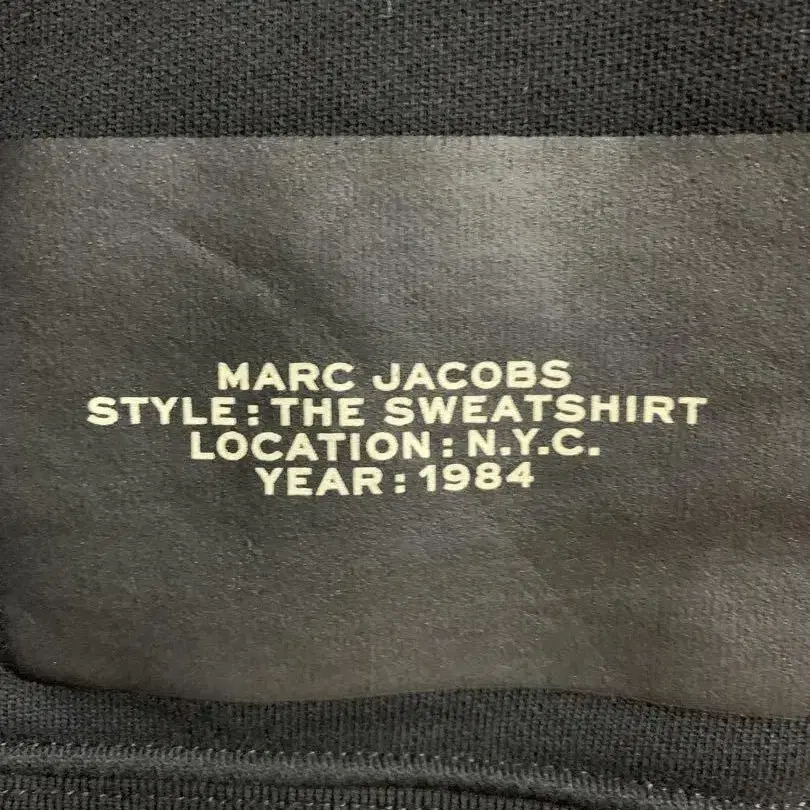 MARC JACOBS
STYLE: THE SWEATSHIRT
LOCATION: N.Y.C.
YEAR: 1984